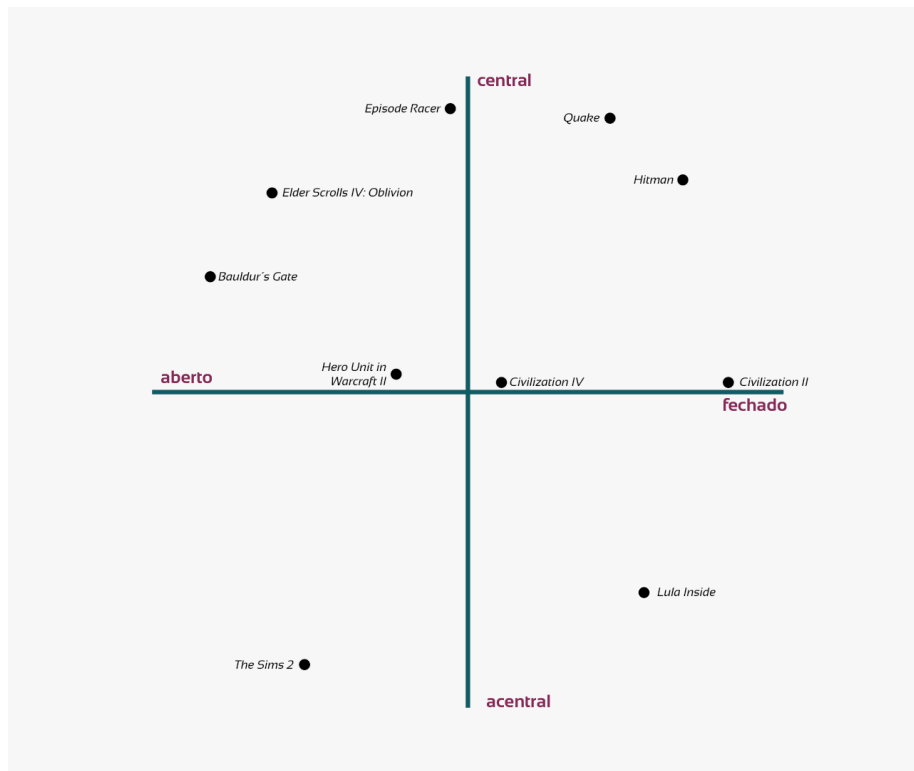 central
Episode Racer
Quake
Hitman
Elder Scrolls IV: Oblivion
Bauldur´s Gate
Hero Unit in
Warcraft II
aberto
Civilization IV
Civilization II
fechado
Lula Inside
The Sims 2
acentral